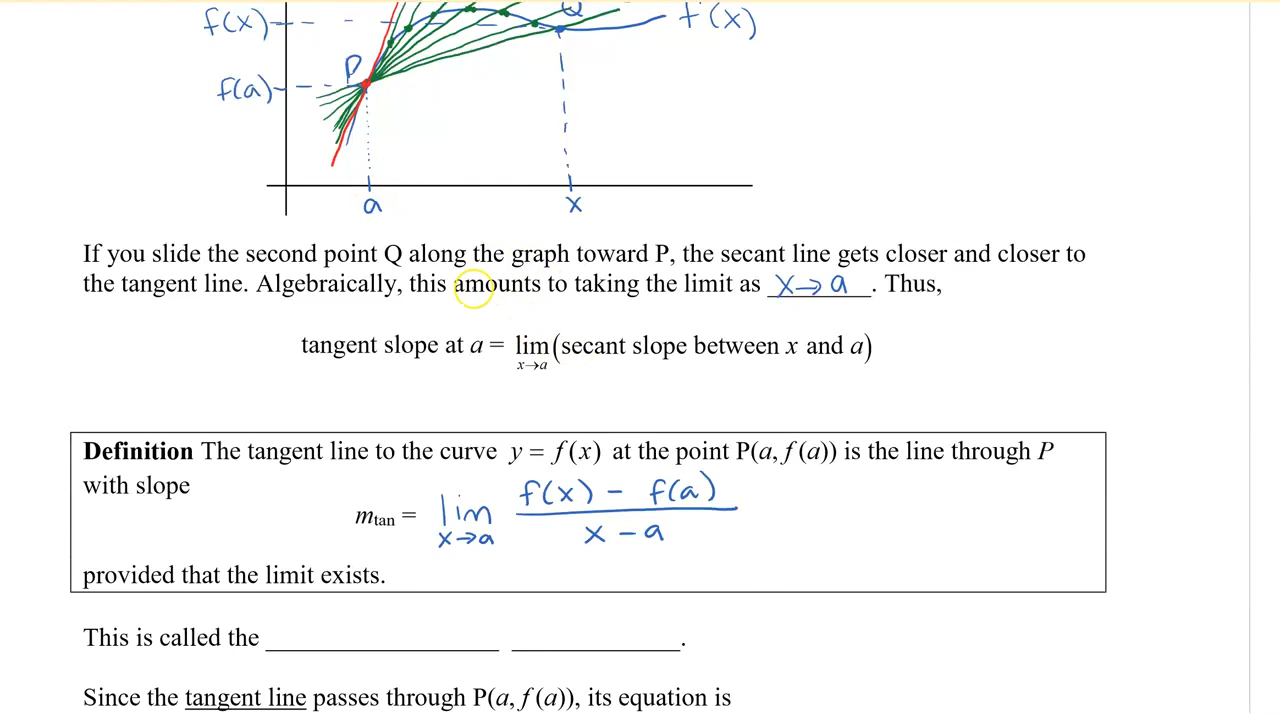 f(x)
Q
f(x)
P
f(a)
a
x
If you slide the second point Q along the graph toward P, the secant line gets closer and closer to
the tangent line. Algebraically, this amounts to taking the limit as x→a. Thus,
tangent slope at a = lim(secant slope between x and a)
x→a
Definition The tangent line to the curve y = f(x) at the point P(a, f(a)) is the line through P
with slope
f(x) - f(a)
mtan = lim
x→a x - a
provided that the limit exists.
This is called the ____________ ____________.
Since the tangent line passes through P(a, f(a)), its equation is